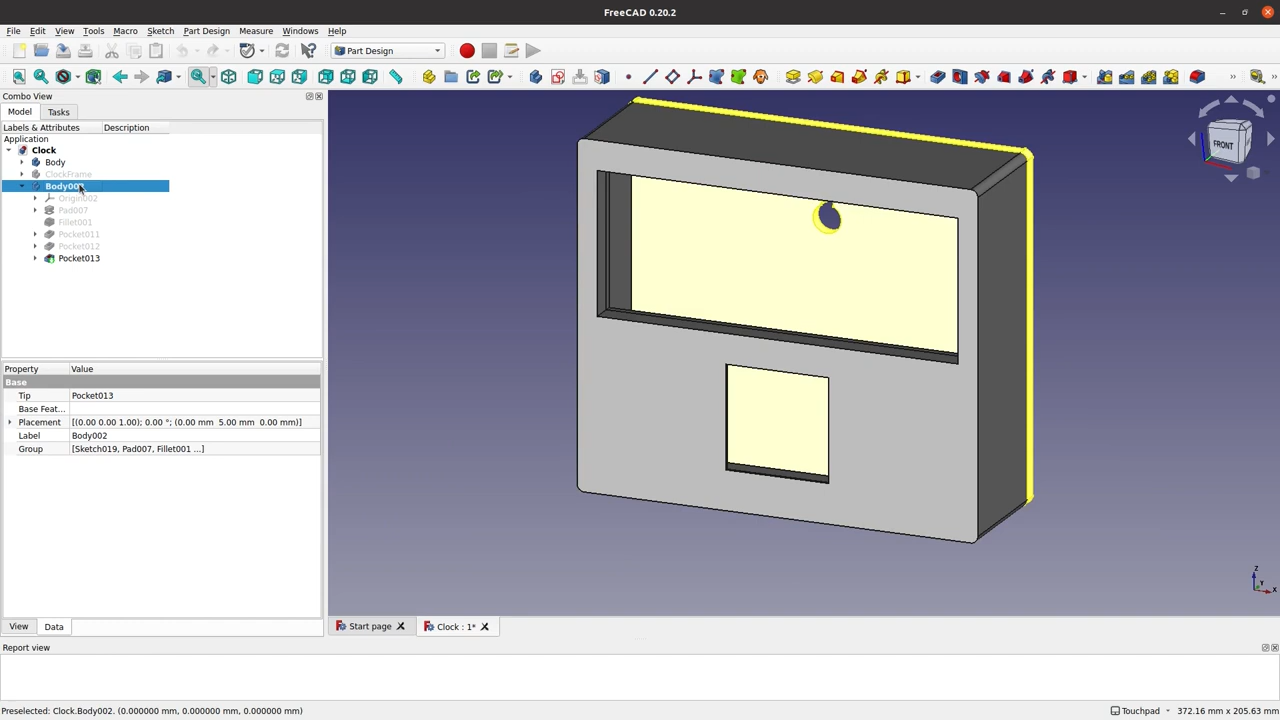 FreeCAD 0.20.2
File Edit View Tools Macro Sketch Part Design Measure Windows Help
Part Design
Combo View
Model Tasks
Labels & Attributes Description
Application
Clock
Body
ClockFrame
Body002
Origin002
Pad007
Fillet001
Pocket011
Pocket012
Pocket013
Property Value
Base
Tip Pocket013
Base Feat...
Placement [(0.00 0.00 1.00); 0.00 °; (0.00 mm 5.00 mm 0.00 mm)]
Label Body002
Group [Sketch019, Pad007, Fillet001 ...]
FRONT
Z
Y
X
View Data
Start page Clock : 1*
Report view
Preselected: Clock.Body002. (0.000000 mm, 0.000000 mm, 0.000000 mm) Touchpad 372.16 mm x 205.63 mm